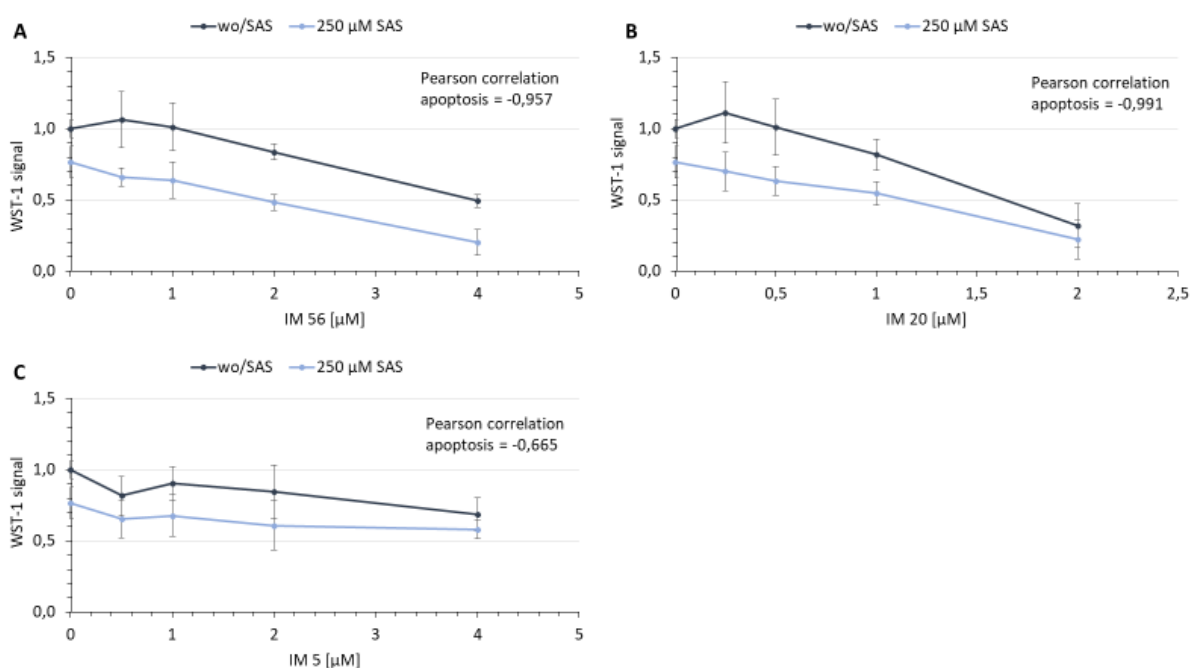 A
wo/SAS 250 µM SAS
1,5
1,0
0,5
0,0
WST-1 signal
Pearson correlation
apoptosis = -0,957
0 1 2 3 4 5
IM 56 [µM]
B
wo/SAS 250 µM SAS
1,5
1,0
0,5
0,0
WST-1 signal
Pearson correlation
apoptosis = -0,991
0 0,5 1 1,5 2 2,5
IM 20 [µM]
C
wo/SAS 250 µM SAS
1,5
1,0
0,5
0,0
WST-1 signal
Pearson correlation
apoptosis = -0,665
0 1 2 3 4 5
IM 5 [µM]